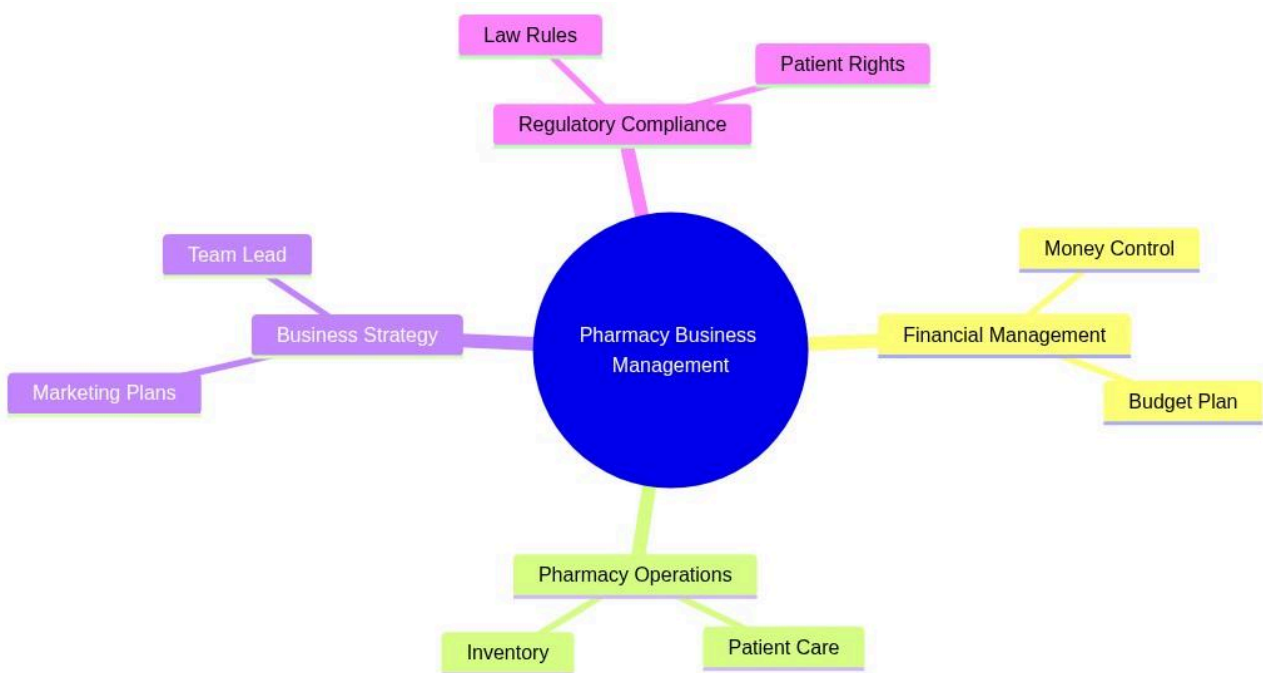 Law Rules
Patient Rights
Regulatory Compliance
Team Lead
Money Control
Business Strategy
Pharmacy Business
Management
Financial Management
Marketing Plans
Budget Plan
Pharmacy Operations
Inventory
Patient Care